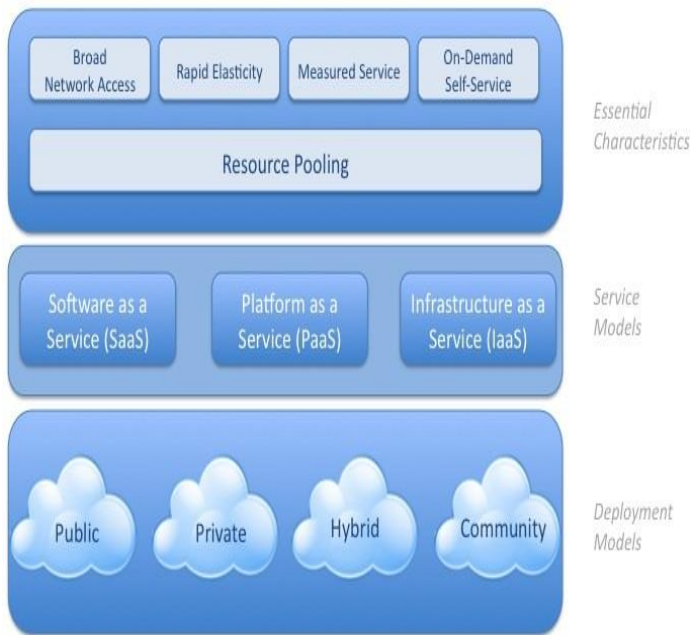 Broad
Network Access
Rapid Elasticity
Measured Service
On-Demand
Self-Service
Resource Pooling
Essential
Characteristics
Software as a
Service (SaaS)
Platform as a
Service (PaaS)
Infrastructure as a
Service (IaaS)
Service
Models
Public
Private
Hybrid
Community
Deployment
Models